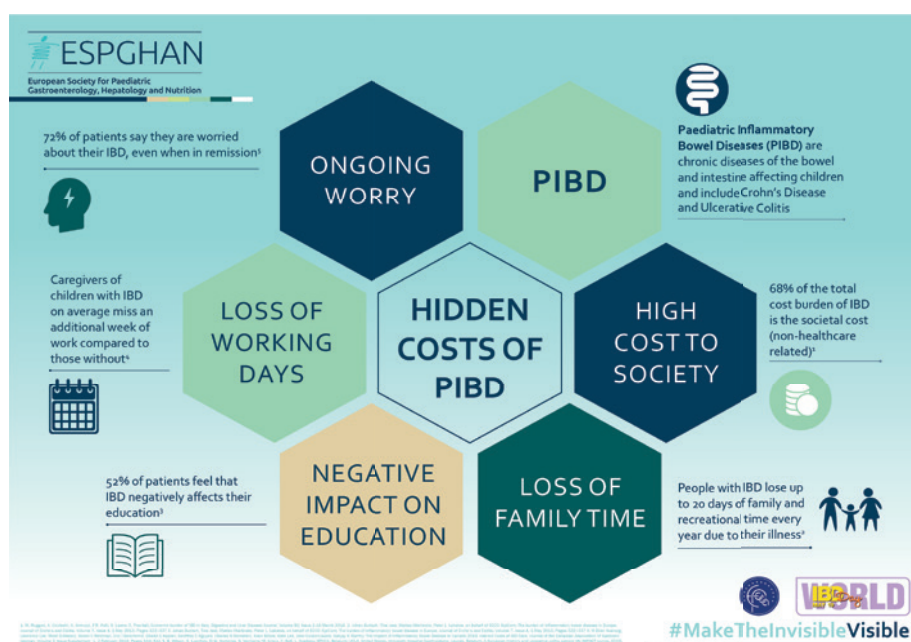 ESPGHAN
European Society for Paediatric
Gastroenterology, Hepatology and Nutrition
72% of patients say they are worried
about their IBD, even when in remission⁵
ONGOING
WORRY
PIBD
Paediatric Inflammatory
Bowel Diseases (PIBD) are
chronic diseases of the bowel
and intestine affecting children
and include Crohn's Disease
and Ulcerative Colitis
Caregivers of
children with IBD
on average miss an
additional week of
work compared to
those without⁴
LOSS OF
WORKING
DAYS
HIDDEN
COSTS OF
PIBD
HIGH
COST TO
SOCIETY
68% of the total
cost burden of IBD
is the societal cost
(non-healthcare
related)¹
52% of patients feel that
IBD negatively affects their
education³
NEGATIVE
IMPACT ON
EDUCATION
LOSS OF
FAMILY TIME
People with IBD lose up
to 20 days of family and
recreational time every
year due to their illness²
WORLD
IBD
Day
#MakeTheInvisibleVisible